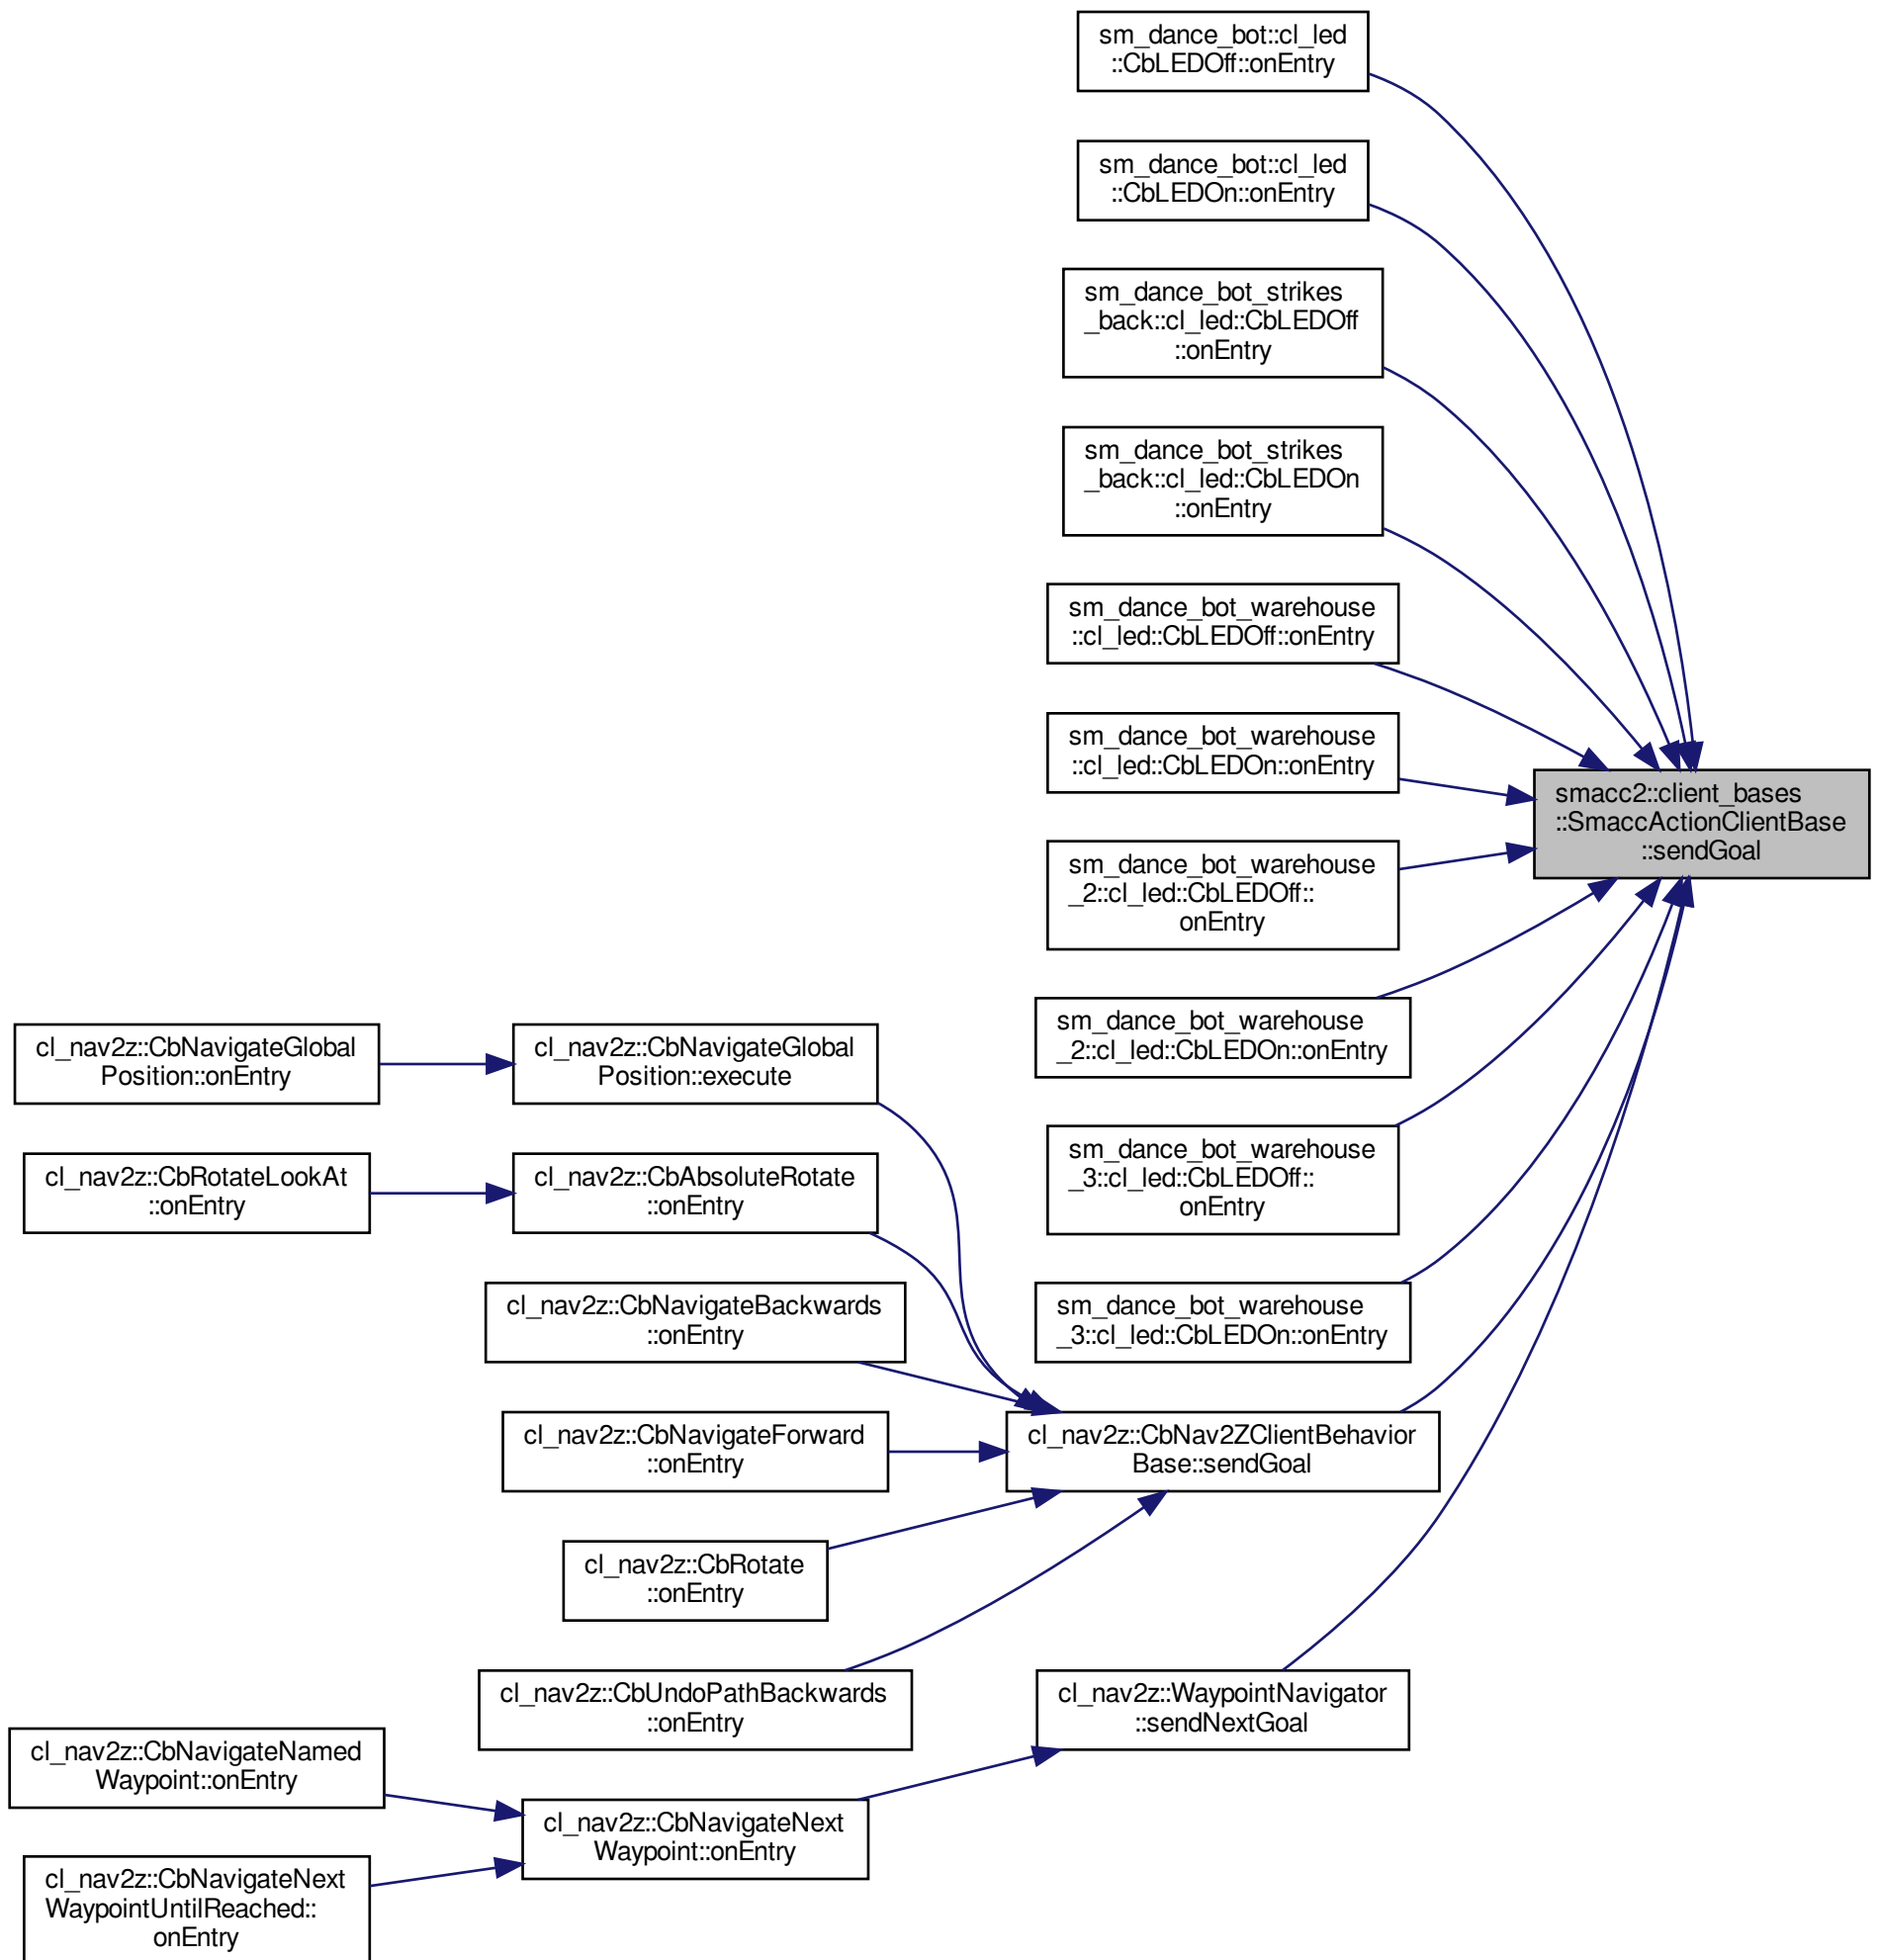 sm_dance_bot::cl_led
::CbLEDOff::onEntry
sm_dance_bot::cl_led
::CbLEDOn::onEntry
sm_dance_bot_strikes
_back::cl_led::CbLEDOff
::onEntry
sm_dance_bot_strikes
_back::cl_led::CbLEDOn
::onEntry
sm_dance_bot_warehouse
::cl_led::CbLEDOff::onEntry
sm_dance_bot_warehouse
::cl_led::CbLEDOn::onEntry
smacc2::client_bases
::SmaccActionClientBase
::sendGoal
sm_dance_bot_warehouse
_2::cl_led::CbLEDOff::
onEntry
sm_dance_bot_warehouse
_2::cl_led::CbLEDOn::onEntry
cl_nav2z::CbNavigateGlobal
Position::onEntry
cl_nav2z::CbNavigateGlobal
Position::execute
sm_dance_bot_warehouse
_3::cl_led::CbLEDOff::
onEntry
cl_nav2z::CbRotateLookAt
::onEntry
cl_nav2z::CbAbsoluteRotate
::onEntry
cl_nav2z::CbNavigateBackwards
::onEntry
sm_dance_bot_warehouse
_3::cl_led::CbLEDOn::onEntry
cl_nav2z::CbNavigateForward
::onEntry
cl_nav2z::CbNav2ZClientBehavior
Base::sendGoal
cl_nav2z::CbRotate
::onEntry
cl_nav2z::CbUndoPathBackwards
::onEntry
cl_nav2z::WaypointNavigator
::sendNextGoal
cl_nav2z::CbNavigateNamed
Waypoint::onEntry
cl_nav2z::CbNavigateNext
Waypoint::onEntry
cl_nav2z::CbNavigateNext
WaypointUntilReached::
onEntry